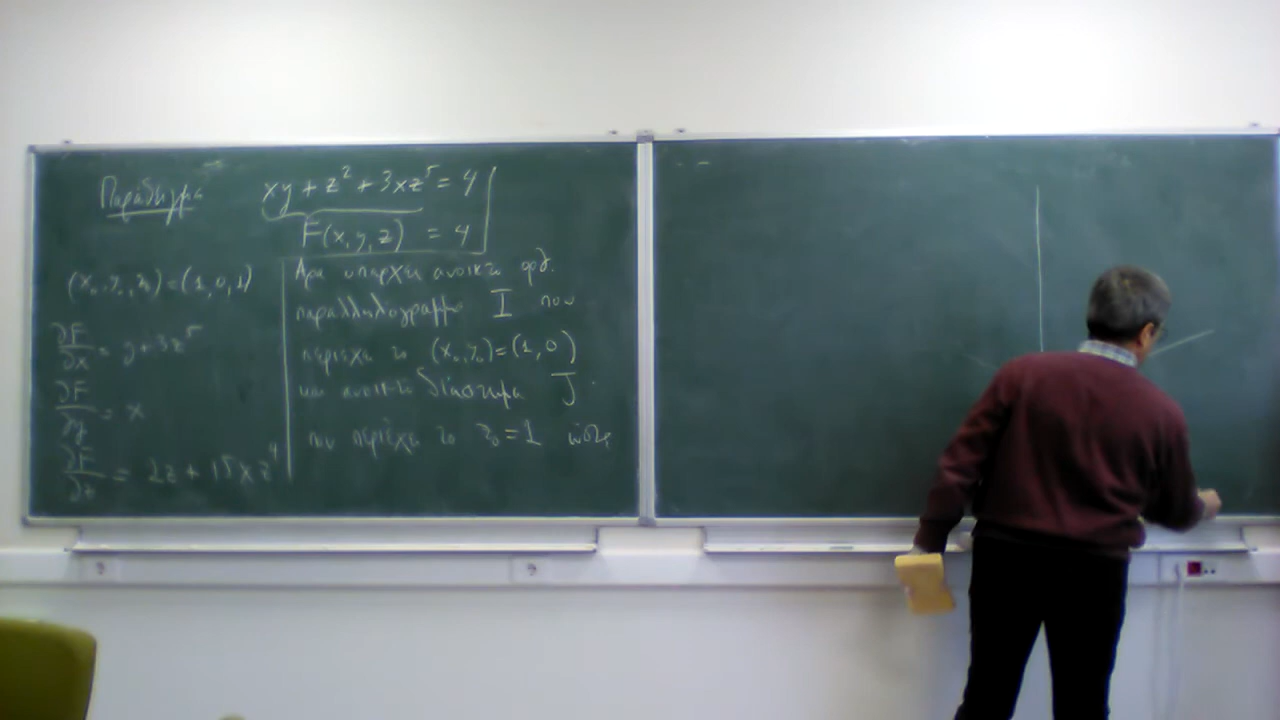 Παράδειγμα xy + z² + 3xz⁵ = 4
F(x, y, z) = 4
(x₀, y₀, z₀) = (1, 0, 1)
∂F/∂x = y + 3z⁵
∂F/∂y = x
∂F/∂z = 2z + 15xz⁴
Άρα υπάρχει ανοικτό ορθ.
παραλληλόγραμμο I που
περιέχει το (x₀, y₀) = (1, 0)
και ανοικτό διάστημα J
που περιέχει το z₀ = 1 ώστε